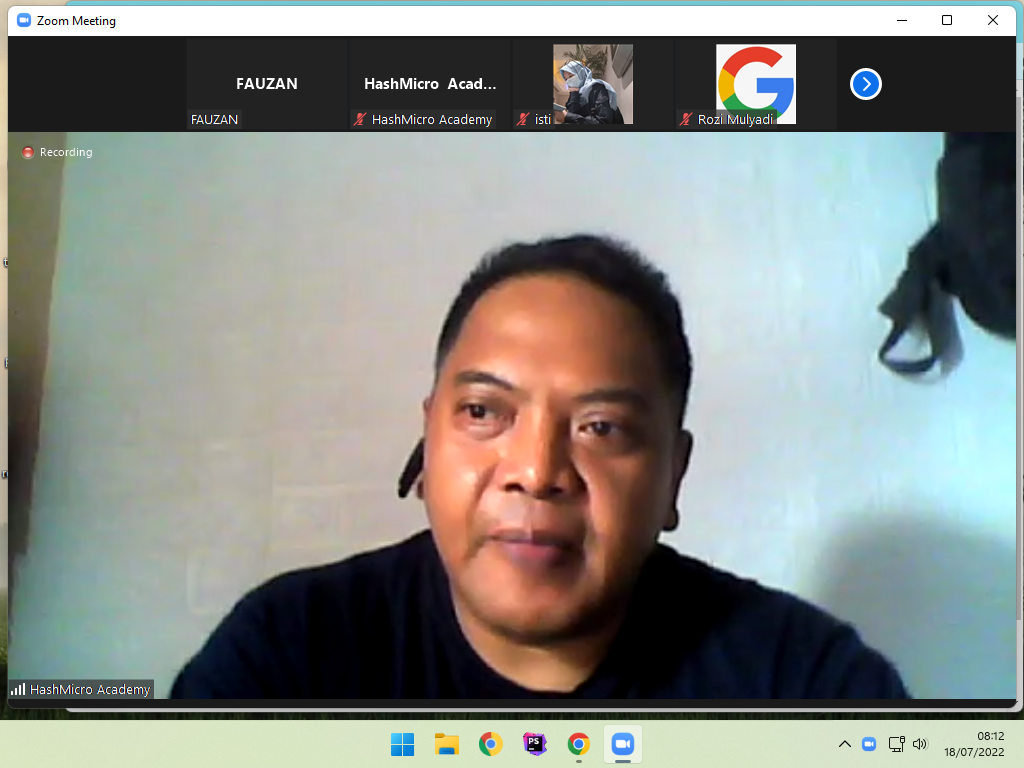 Zoom Meeting
FAUZAN
HashMicro Acad...
FAUZAN
HashMicro Academy
isti
Rozi Mulyadi
Recording
HashMicro Academy
PS
08:12
18/07/2022